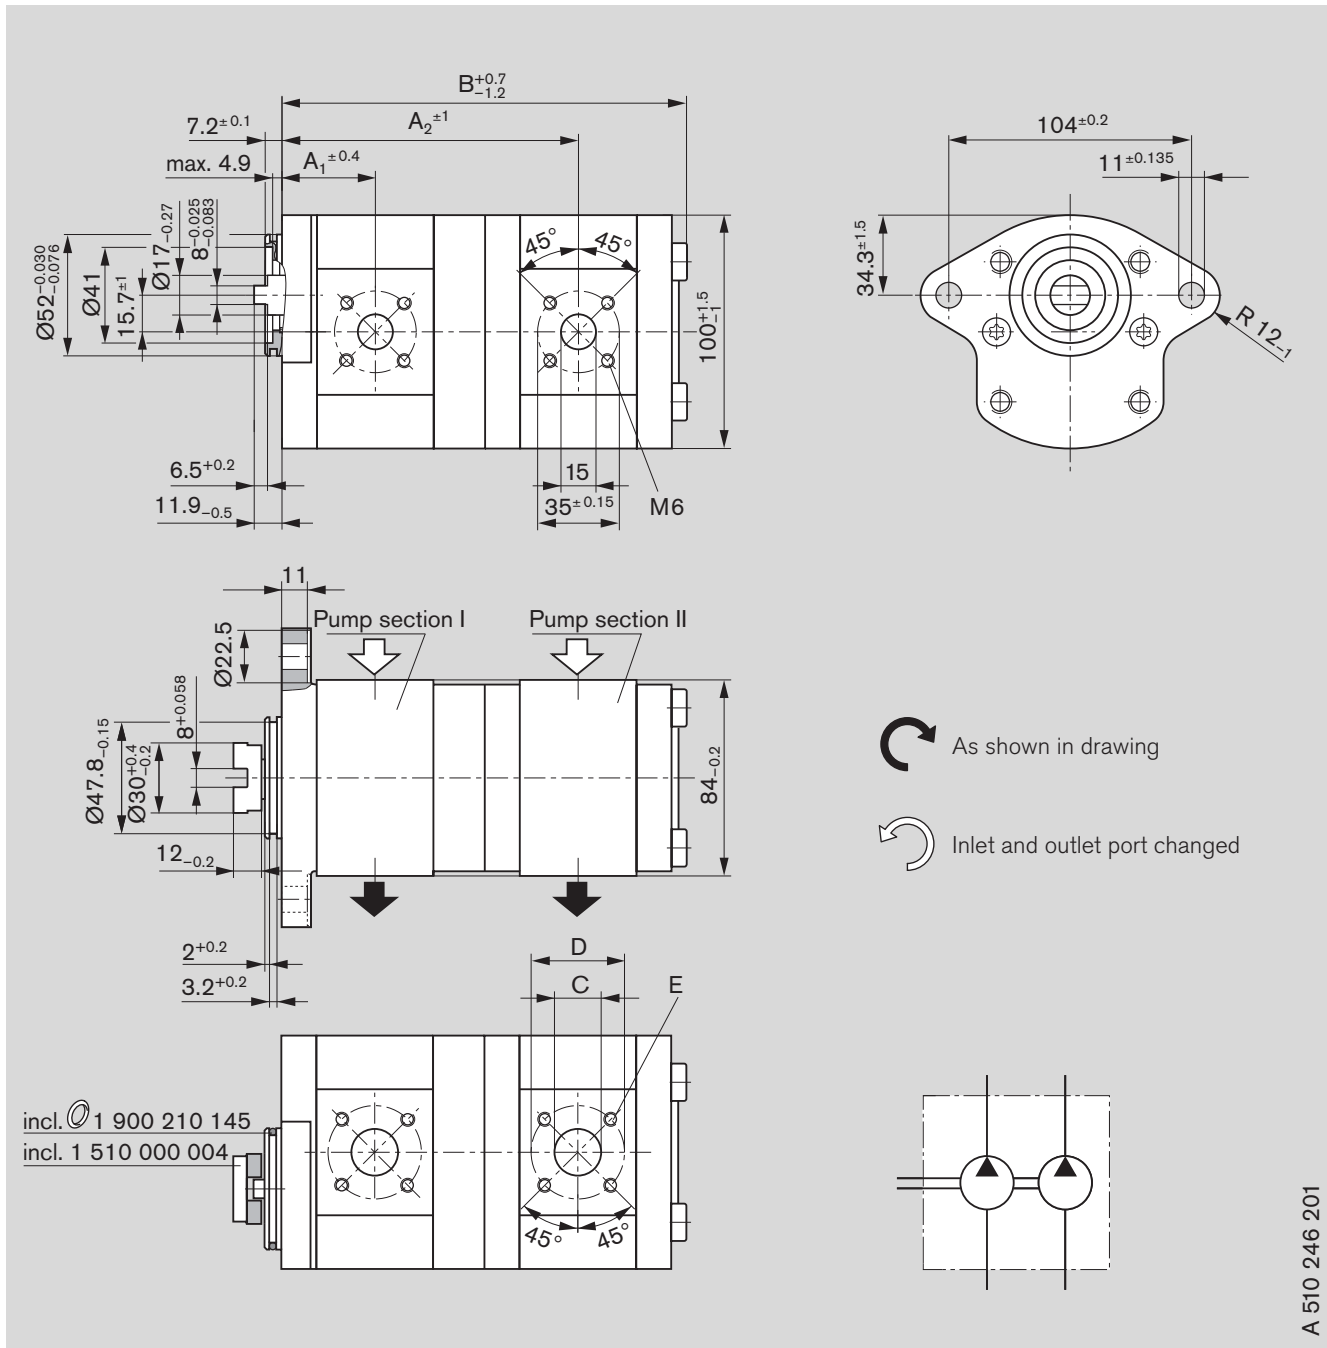 B +0.7 −1.2
7.2 ±0.1
A₂ ±1
max. 4.9
A₁ ±0.4
Ø52 −0.030 −0.076
Ø41
15.7 ±1
Ø17 −0.27
8 −0.025 −0.083
45° 45°
100 +1.5 −1
6.5 +0.2
11.9 −0.5
15
35 ±0.15
M6
104 ±0.2
11 ±0.135
34.3 ±1.5
R 12 −1
11
Pump section I
Pump section II
Ø22.5
8 +0.058
Ø47.8 −0.15
Ø30 +0.4 −0.2
12 −0.2
84 −0.2
2 +0.2
3.2 +0.2
As shown in drawing
Inlet and outlet port changed
D
C
E
incl. 1 900 210 145
incl. 1 510 000 004
45° 45°
A 510 246 201